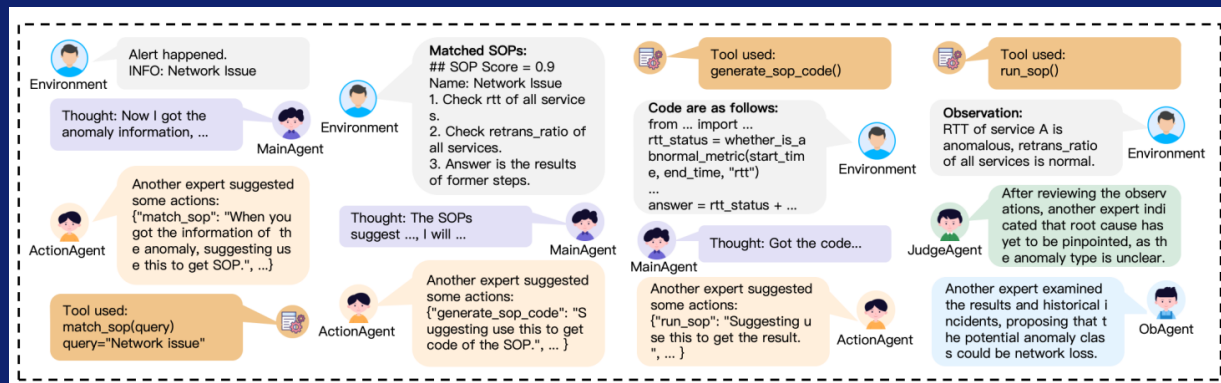 Alert happened.
INFO: Network Issue
Environment
Thought: Now I got the
anomaly information, ...
MainAgent
Another expert suggested
some actions:
{"match_sop": "When you
got the information of  th
e anomaly, suggesting us
e this to get SOP.", ...}
ActionAgent
Tool used:
match_sop(query)
query="Network issue"
Matched SOPs:
## SOP Score = 0.9
Name: Network Issue
1. Check rtt of all service
s.
2. Check retrans_ratio of
all services.
3. Answer is the results
of former steps.
Environment
Thought: The SOPs
suggest ..., I will ...
MainAgent
Another expert suggested
some actions:
{"generate_sop_code": "S
uggesting use this to get
code of the SOP.", ... }
ActionAgent
Tool used:
generate_sop_code()
Code are as follows:
from ... import ...
rtt_status = whether_is_a
bnormal_metric(start_tim
e, end_time, "rtt")
...
answer = rtt_status + ...
Environment
Thought: Got the code...
MainAgent
Another expert suggested
some actions:
{"run_sop": "Suggesting u
se this to get the result.
", ... }
ActionAgent
Tool used:
run_sop()
Observation:
RTT of service A is
anomalous, retrans_ratio
of all services is normal.
Environment
After reviewing the observ
ations, another expert indi
cated that root cause has
yet to be pinpointed, as th
e anomaly type is unclear.
JudgeAgent
Another expert examined
the results and historical i
ncidents, proposing that t
he potential anomaly clas
s could be network loss.
ObAgent